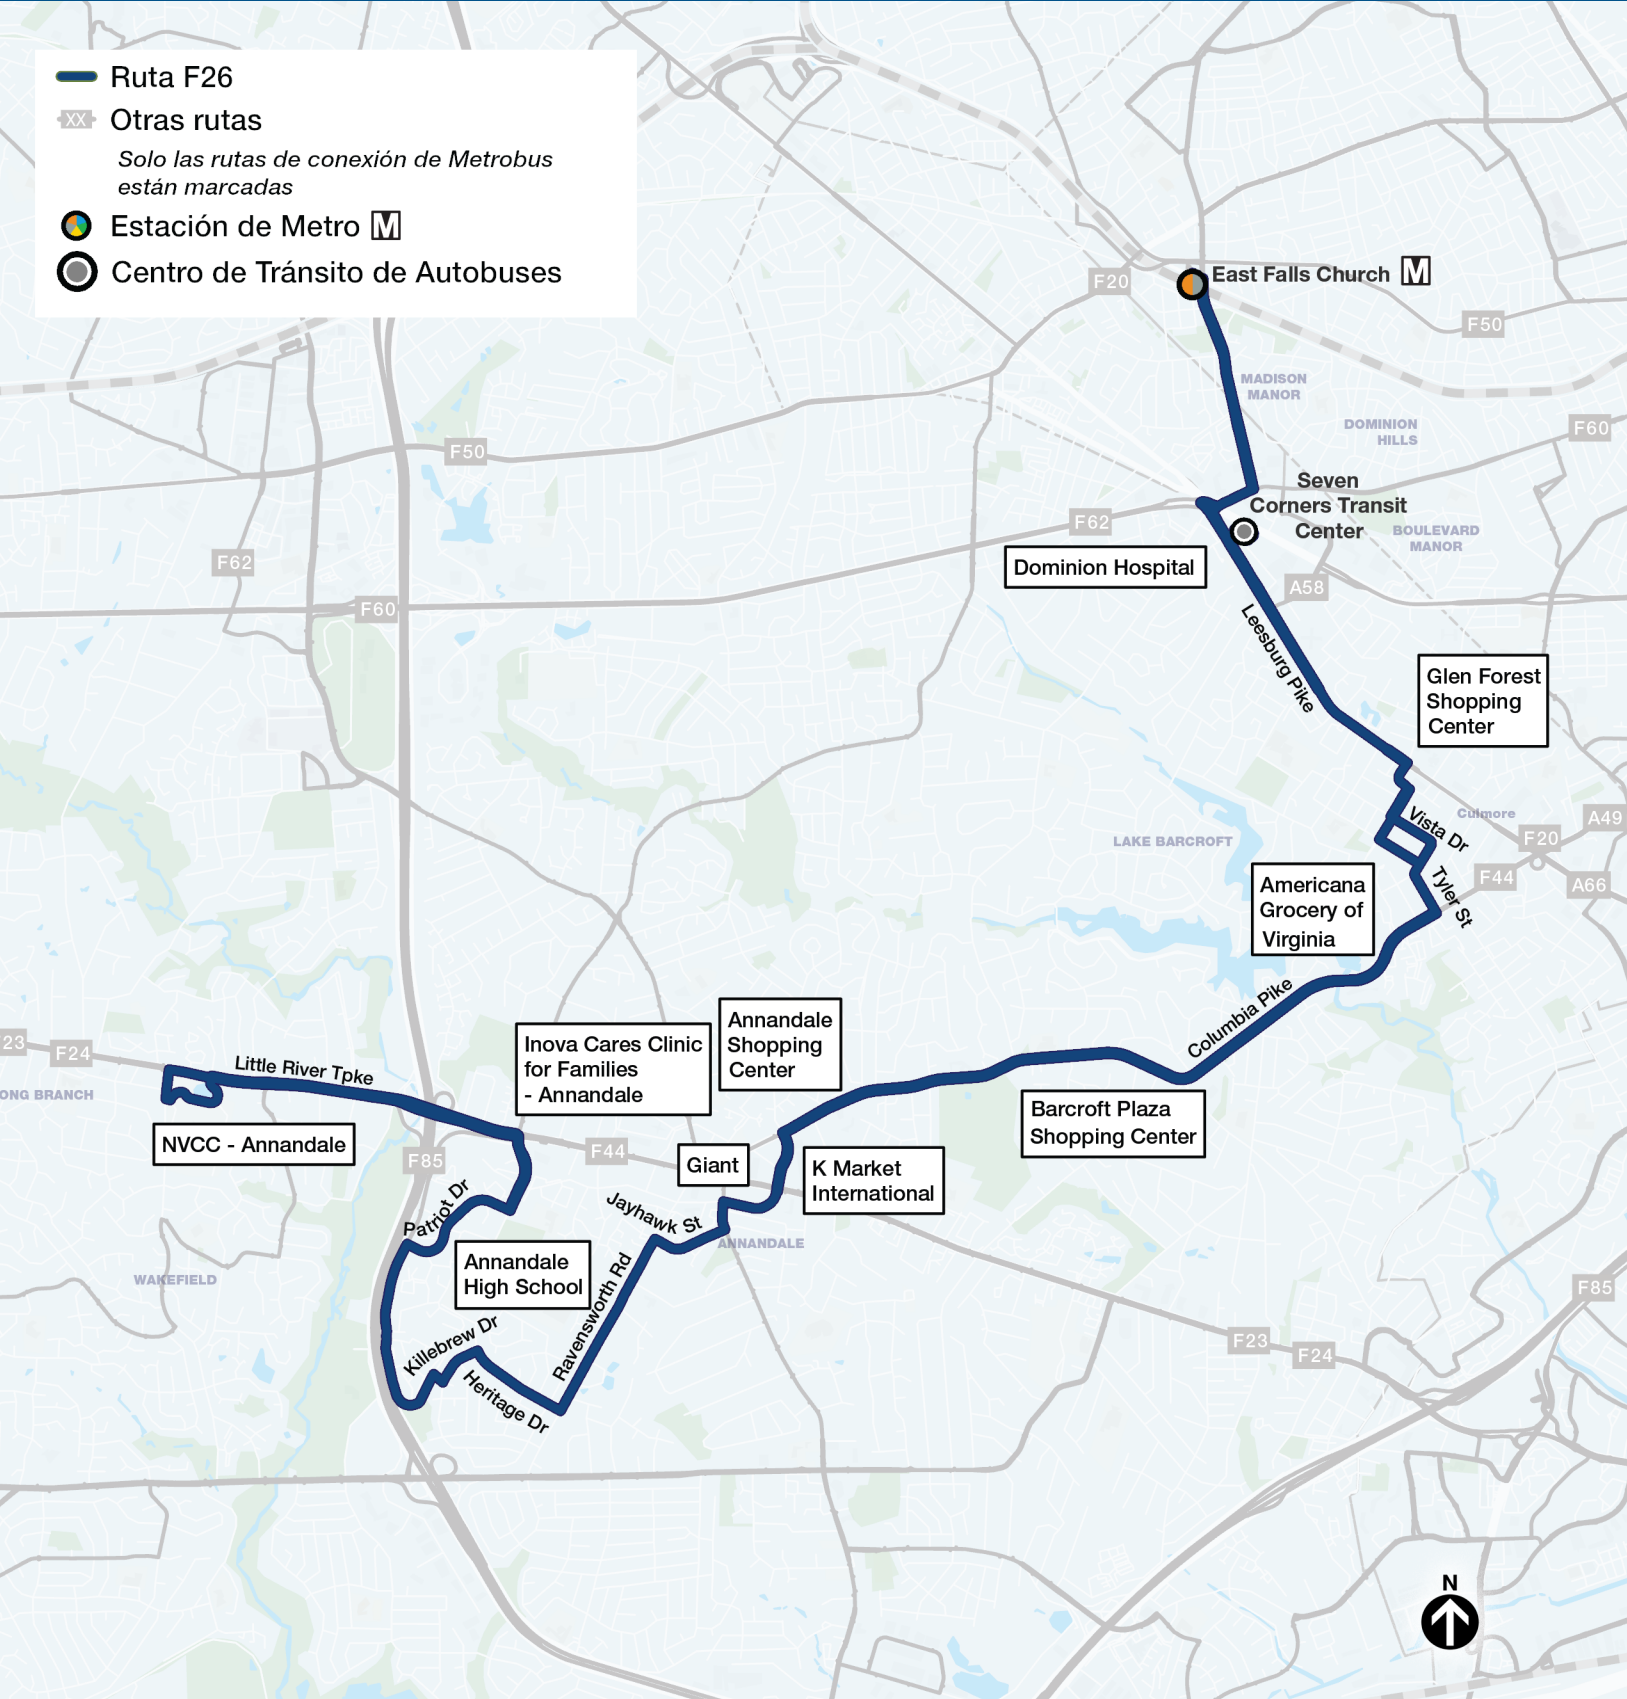 Ruta F26
XX
Otras rutas
Solo las rutas de conexión de Metrobus
están marcadas
Estación de Metro M
Centro de Tránsito de Autobuses
East Falls Church M
F20
F50
MADISON
MANOR
DOMINION
HILLS
F60
F50
Seven
Corners Transit
Center
F62
BOULEVARD
MANOR
F62
Dominion Hospital
A58
F60
Leesburg Pike
Glen Forest
Shopping
Center
Culmore
A49
Vista Dr
F20
LAKE BARCROFT
F44
A66
Tyler St
Americana
Grocery of
Virginia
Columbia Pike
23
F24
Little River Tpke
ONG BRANCH
Inova Cares Clinic
for Families
- Annandale
Annandale
Shopping
Center
Barcroft Plaza
Shopping Center
NVCC - Annandale
F85
F44
Giant
K Market
International
Patriot Dr
Jayhawk St
ANNANDALE
Annandale
High School
WAKEFIELD
Ravensworth Rd
Killebrew Dr
Heritage Dr
F85
F23
F24
N